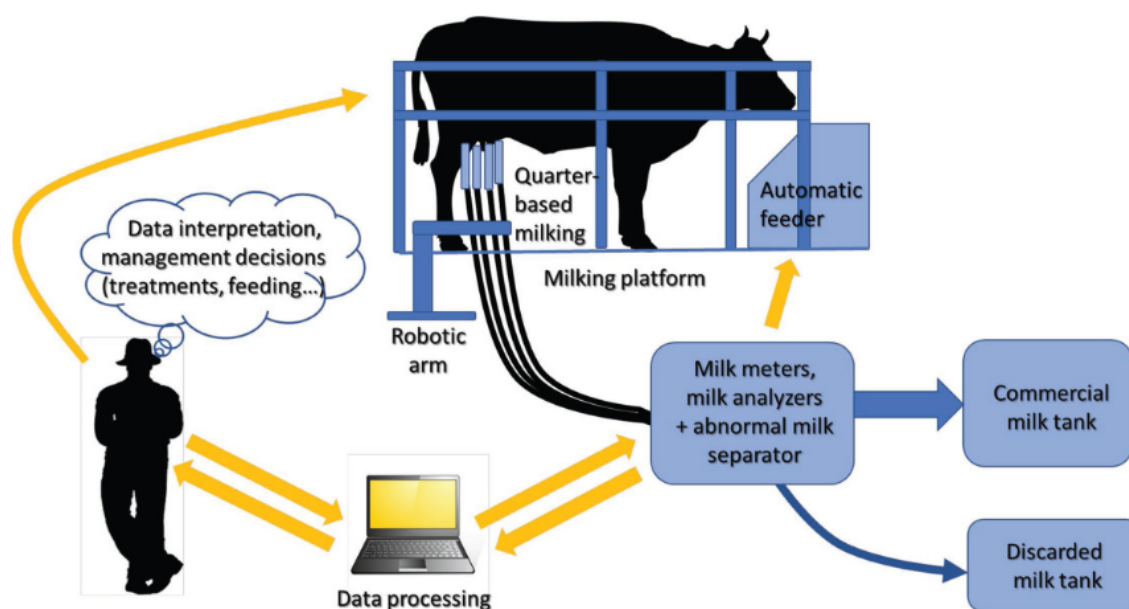 Quarter-
based
milking
Automatic
feeder
Data interpretation,
management decisions
(treatments, feeding...)
Milking platform
Robotic
arm
Milk meters,
milk analyzers
+ abnormal milk
separator
Commercial
milk tank
Discarded
milk tank
Data processing